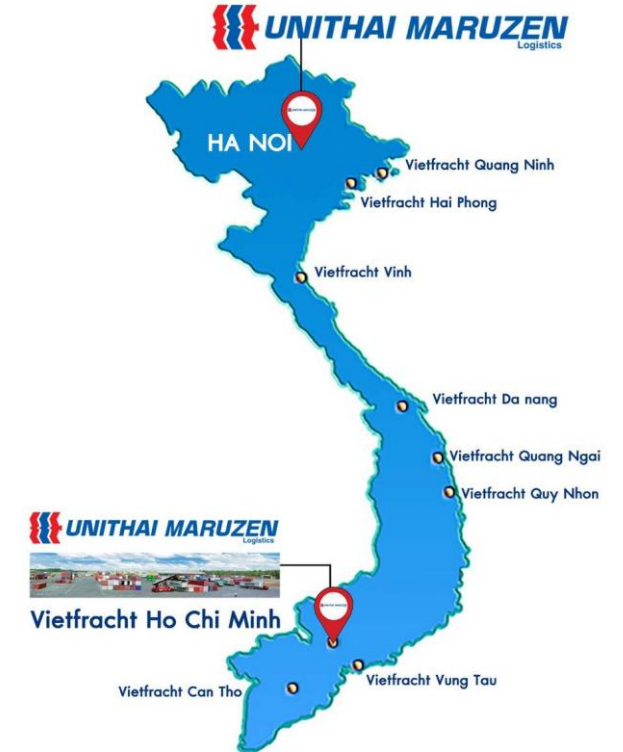 UNITHAI MARUZEN
Logistics
HA NOI
Vietfracht Quang Ninh
Vietfracht Hai Phong
Vietfracht Vinh
Vietfracht Da nang
Vietfracht Quang Ngai
Vietfracht Quy Nhon
UNITHAI MARUZEN
Logistics
Vietfracht Ho Chi Minh
Vietfracht Vung Tau
Vietfracht Can Tho